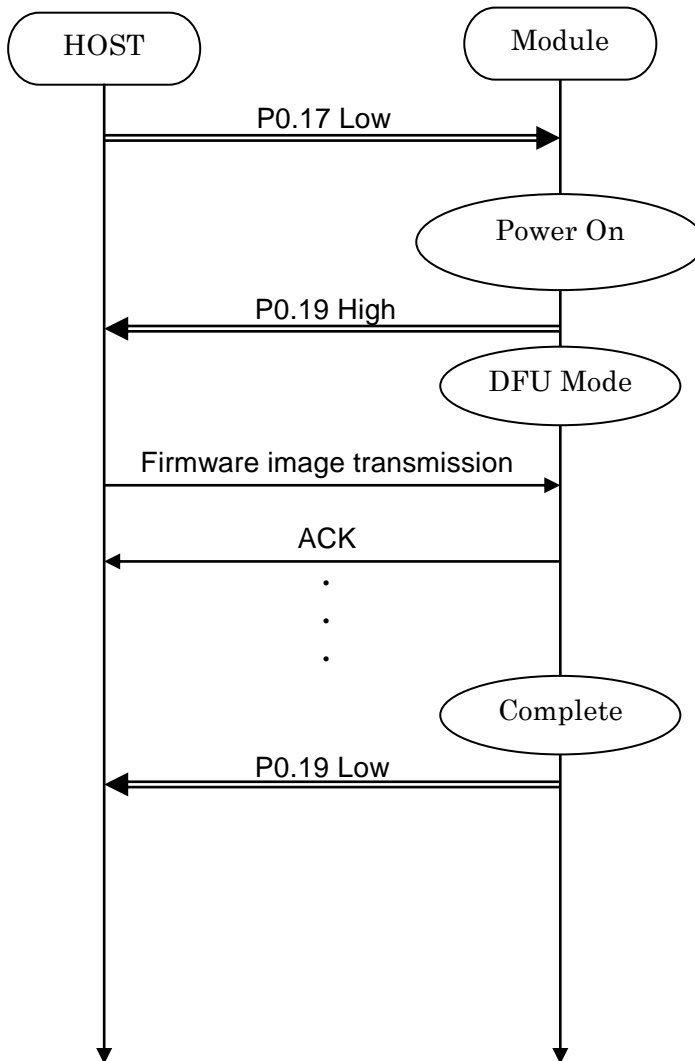 HOST
Module
P0.17 Low
Power On
P0.19 High
DFU Mode
Firmware image transmission
ACK
.
.
.
Complete
P0.19 Low